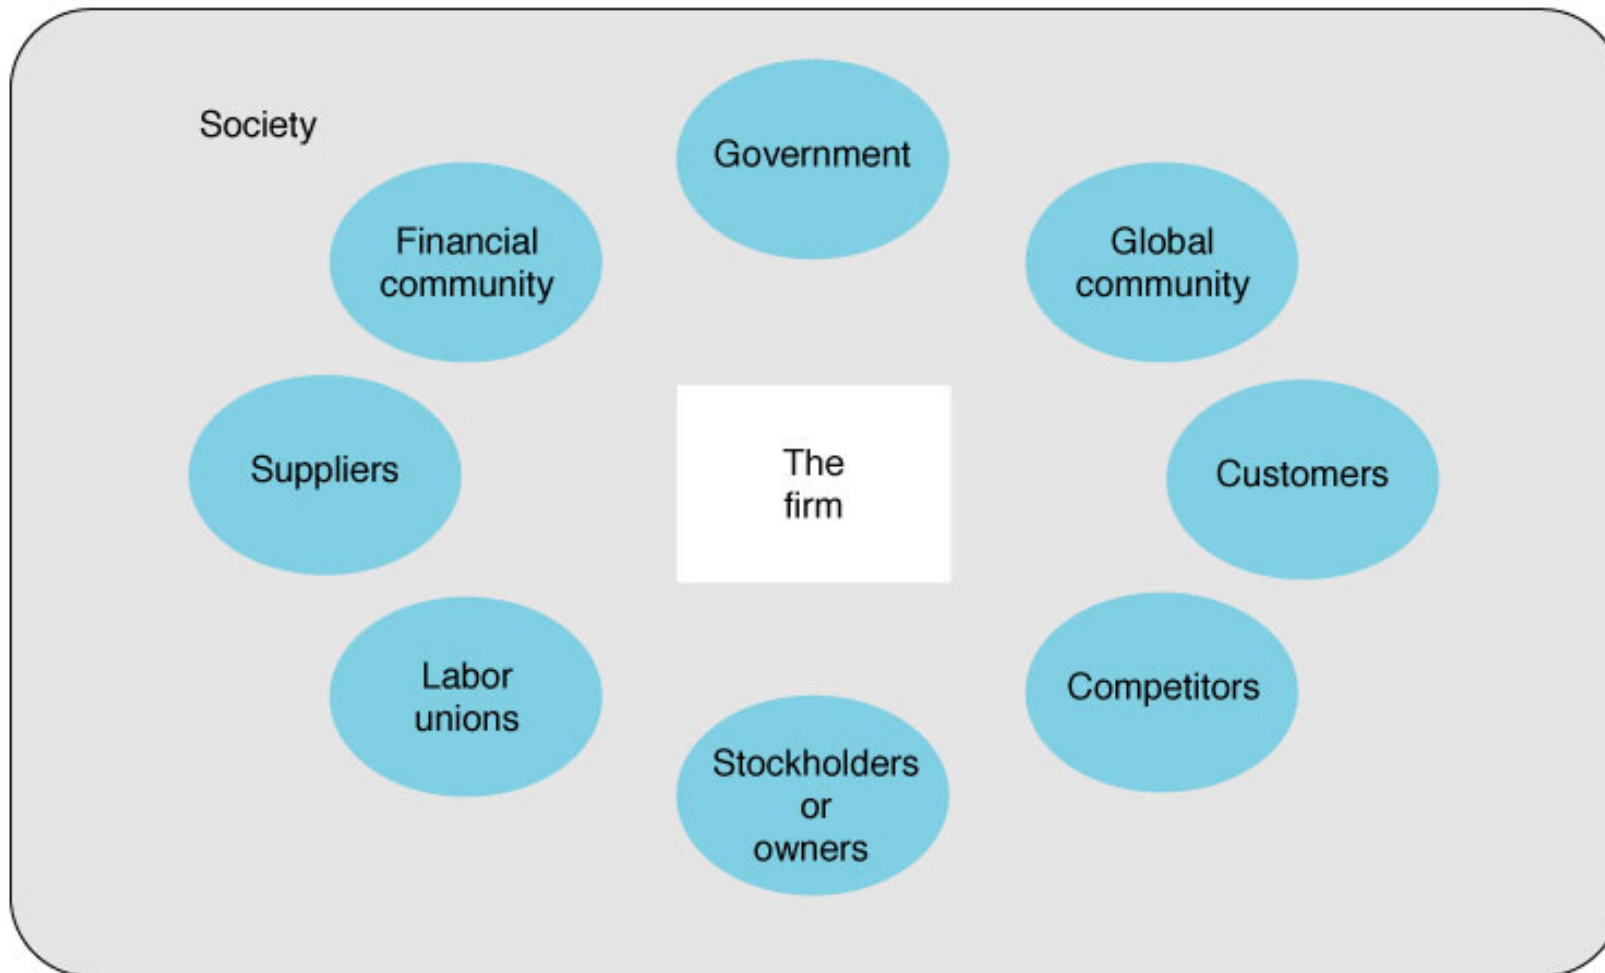 Society
Government
Financial
community
Global
community
Suppliers
The
firm
Customers
Labor
unions
Competitors
Stockholders
or
owners